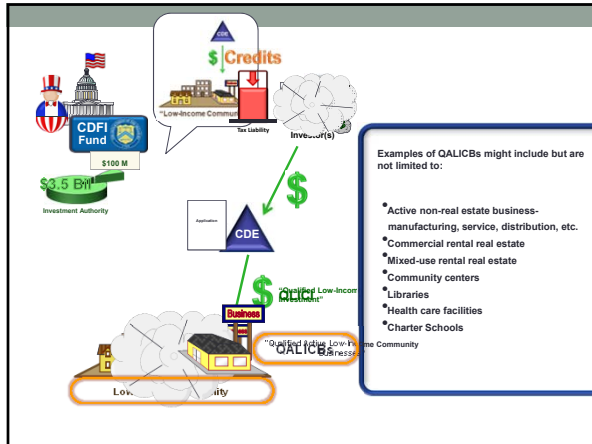 CDE
$ Credits
"Low-Income Commun
Tax Liability
Investor(s)
CDFI
Fund
$100 M
$3.5 Bil
Investment Authority
$
Application
CDE
$
"Qualified Low-Income
Investment"
Business
"Qualified Active Low-Income Community
Businesses"
QALICBs
Examples of QALICBs might include but are
not limited to:
•Active non-real estate business-
manufacturing, service, distribution, etc.
•Commercial rental real estate
•Mixed-use rental real estate
•Community centers
•Libraries
•Health care facilities
•Charter Schools